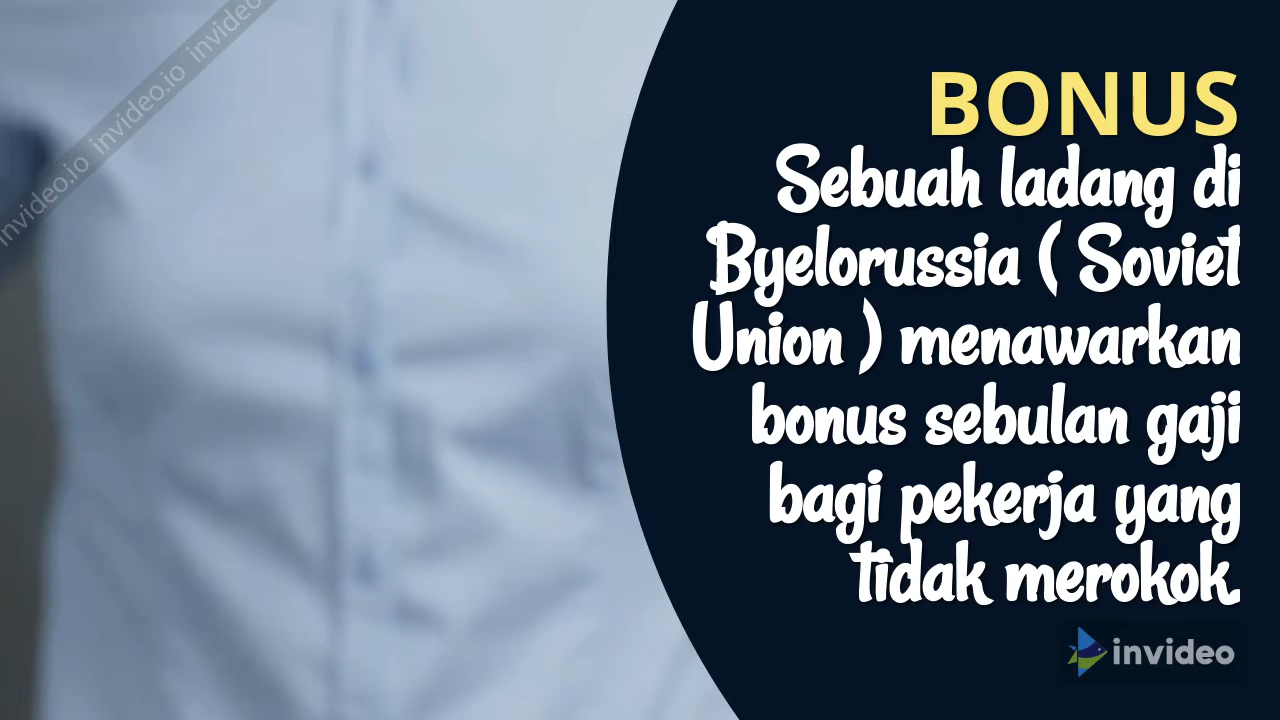 invideo.io invideo.io invideo
BONUS
Sebuah ladang di
Byelorussia ( Soviet
Union ) menawarkan
bonus sebulan gaji
bagi pekerja yang
tidak merokok.
invideo